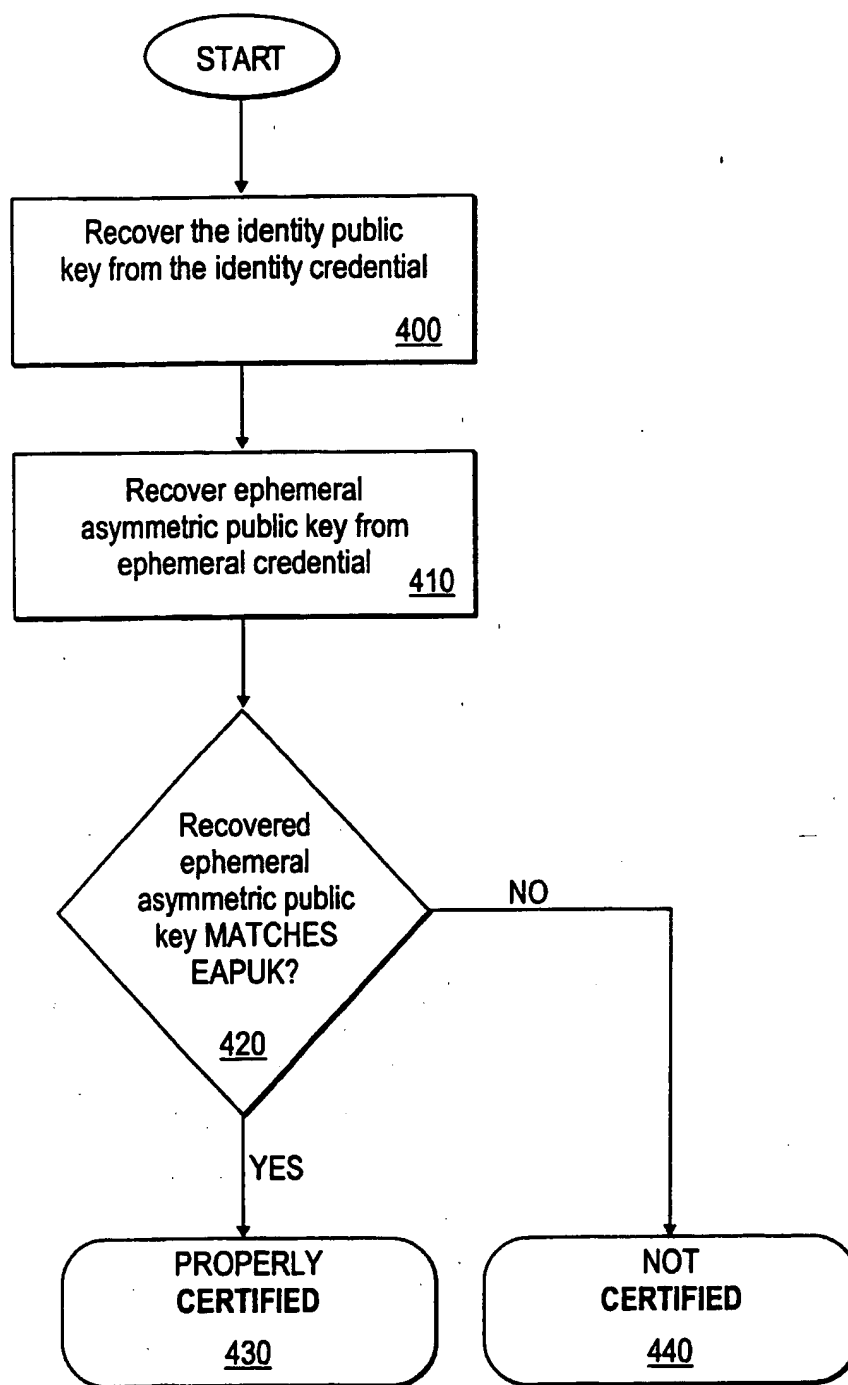 START
Recover the identity public
key from the identity credential
400
Recover ephemeral
asymmetric public key from
ephemeral credential
410
Recovered
ephemeral
asymmetric public
key MATCHES
EAPUK?
420
NO
YES
PROPERLY
CERTIFIED
430
NOT
CERTIFIED
440